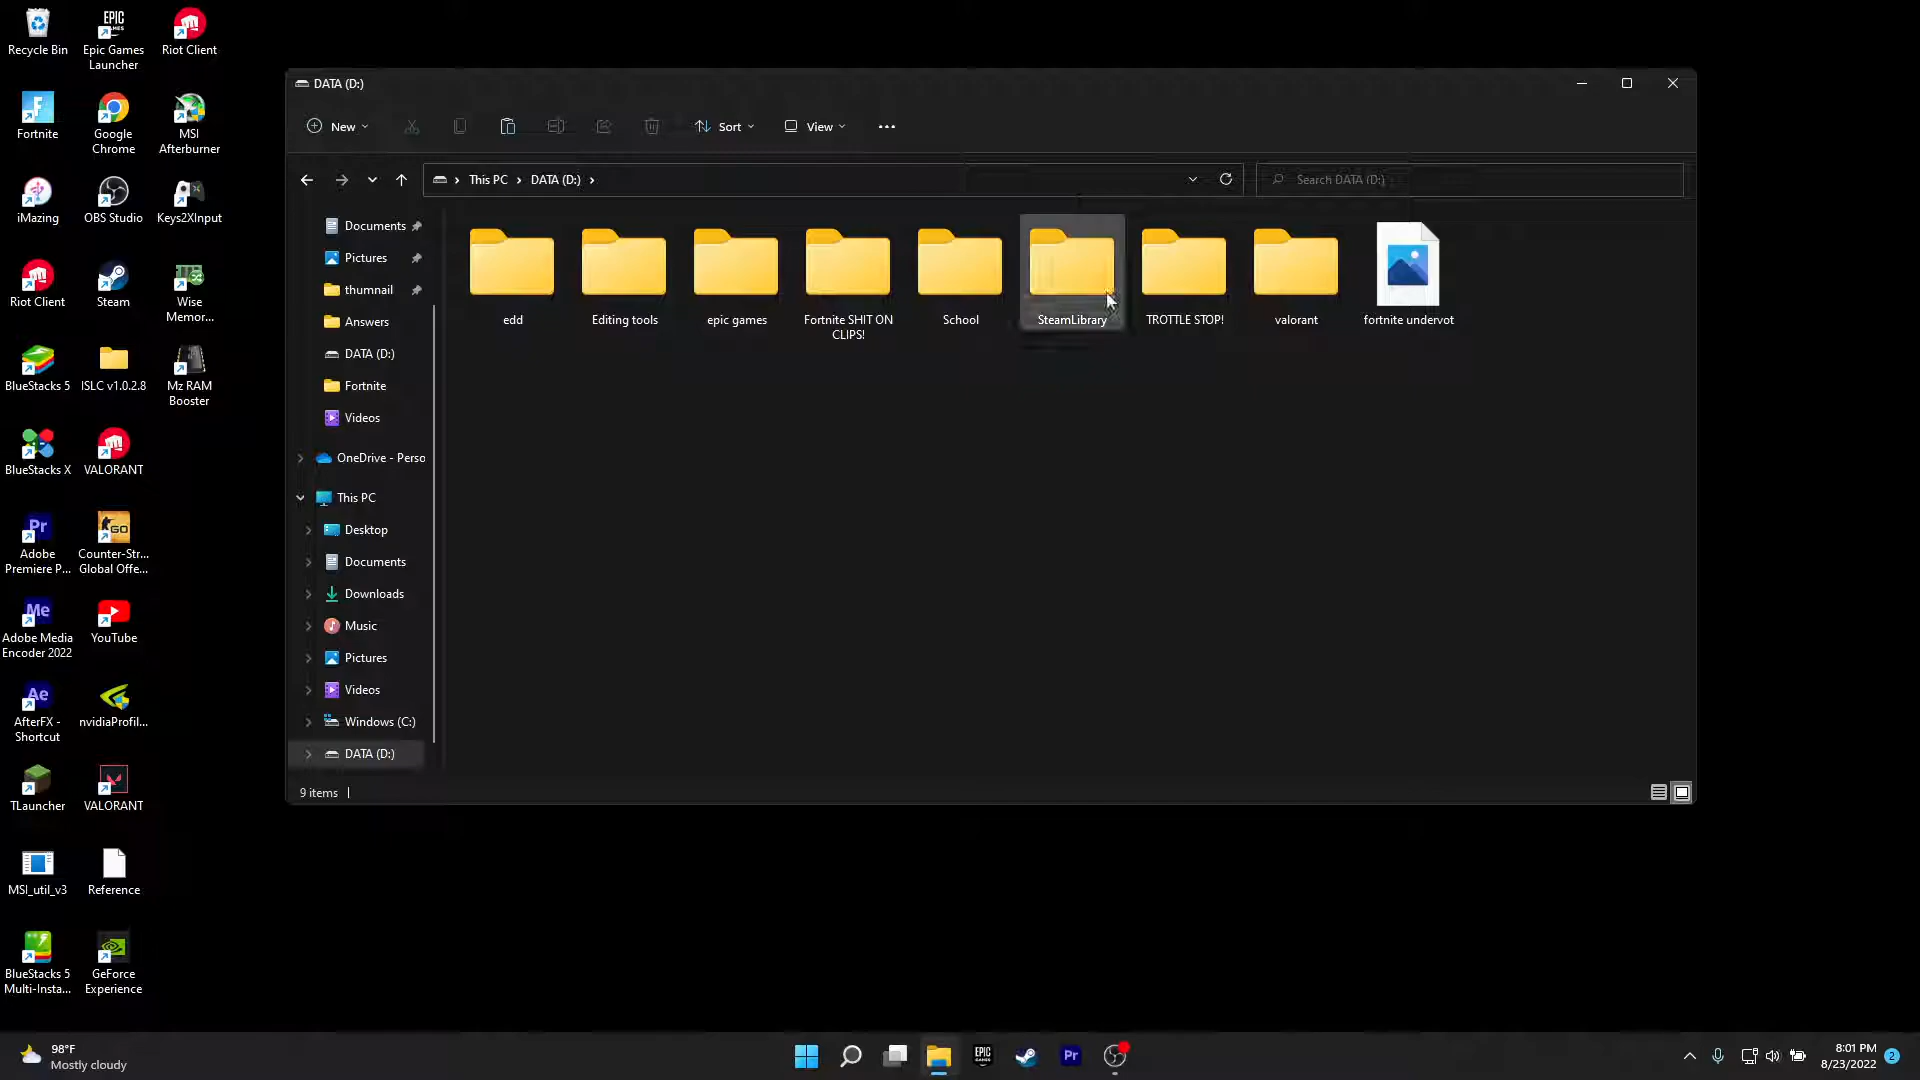 Recycle Bin
Epic Games
Launcher
Riot Client
Fortnite
Google
Chrome
MSI
Afterburner
iMazing
OBS Studio
Keys2XInput
Riot Client
Steam
Wise
Memor...
BlueStacks 5
ISLC v1.0.2.8
Mz RAM
Booster
BlueStacks X
VALORANT
Adobe
Premiere P...
Counter-Str...
Global Offe...
Adobe Media
Encoder 2022
YouTube
AfterFX -
Shortcut
nvidiaProfil...
TLauncher
VALORANT
MSI_util_v3
Reference
BlueStacks 5
Multi-Insta...
GeForce
Experience
DATA (D:)
New
Sort
View
This PC
DATA (D:)
Search DATA (D:)
Documents
Pictures
thumnail
Answers
DATA (D:)
Fortnite
Videos
OneDrive - Perso
This PC
Desktop
Documents
Downloads
Music
Pictures
Videos
Windows (C:)
DATA (D:)
edd
Editing tools
epic games
Fortnite SHIT ON
CLIPS!
School
SteamLibrary
TROTTLE STOP!
valorant
fortnite undervot
9 items
98°F
Mostly cloudy
8:01 PM
8/23/2022
2